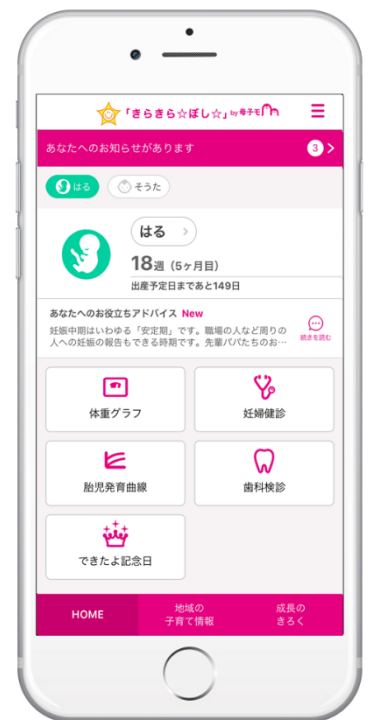 「きらきら☆ぼし☆」by母子モ
あなたへのお知らせがあります 3
はる そうた
はる
18週（5ヶ月目）
出産予定日まであと149日
あなたへのお役立ちアドバイス New
妊娠中期はいわゆる「安定期」です。職場の人など周りの
人への妊娠の報告もできる時期です。先輩パパたちのお…
続きを読む
体重グラフ 妊婦健診
胎児発育曲線 歯科検診
できたよ記念日
HOME
地域の
子育て情報
成長の
きろく